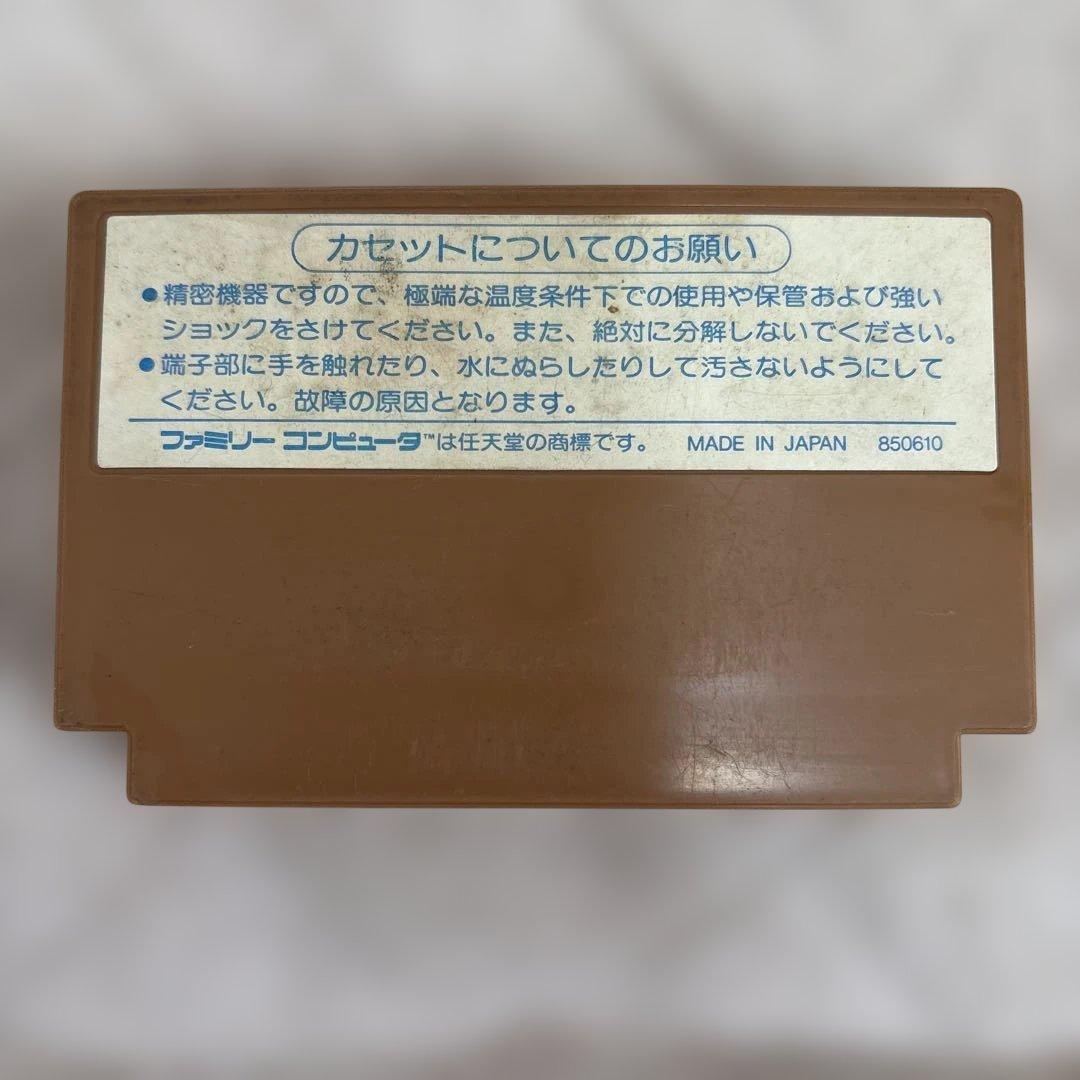 カセットについてのお願い
●精密機器ですので、極端な温度条件下での使用や保管および強い
ショックをさけてください。また、絶対に分解しないでください。
●端子部に手を触れたり、水にぬらしたりして汚さないようにして
ください。故障の原因となります。
ファミリー コンピュータ™は任天堂の商標です。 MADE IN JAPAN 850610